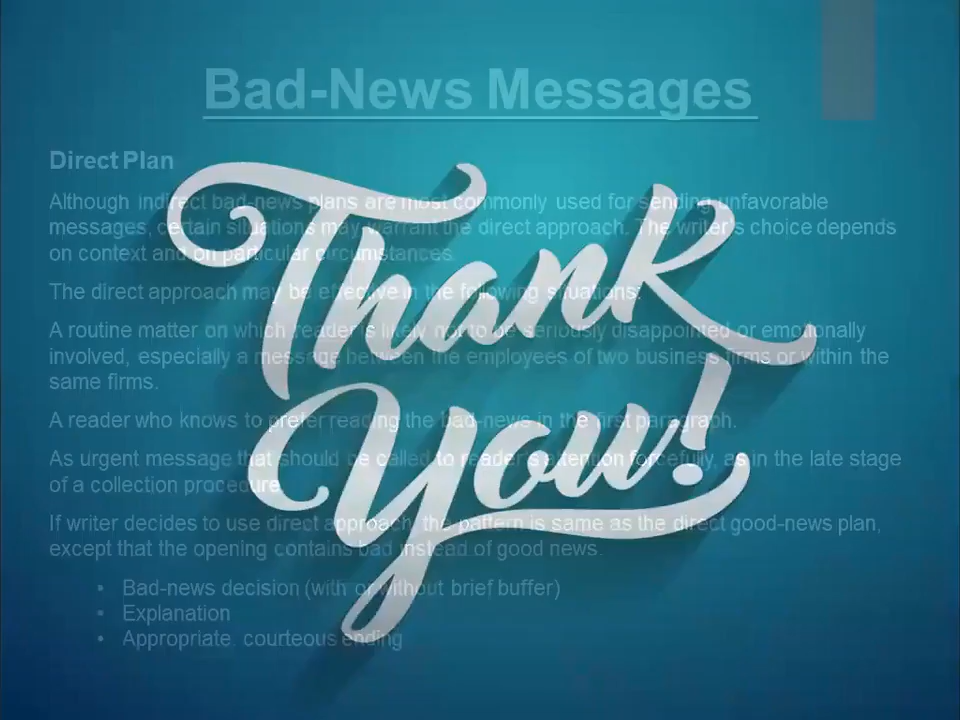 Bad-News Messages
Direct Plan
Although indirect bad-news plans are most commonly used for sending unfavorable
messages, certain situations may warrant the direct approach. The writer's choice depends
on context and on particular circumstances.
The direct approach may be effective in the following situations:
A routine matter on which reader is likely not to be seriously disappointed or emotionally
involved, especially a message between the employees of two business firms or within the
same firms.
A reader who knows to prefer reading the bad-news in the first paragraph.
As urgent message that should be called to reader's attention forcefully, as in the late stage
of a collection procedure.
If writer decides to use direct approach, the pattern is same as the direct good-news plan,
except that the opening contains bad instead of good news.
• Bad-news decision (with or without brief buffer)
• Explanation
• Appropriate. courteous ending
Thank
You!